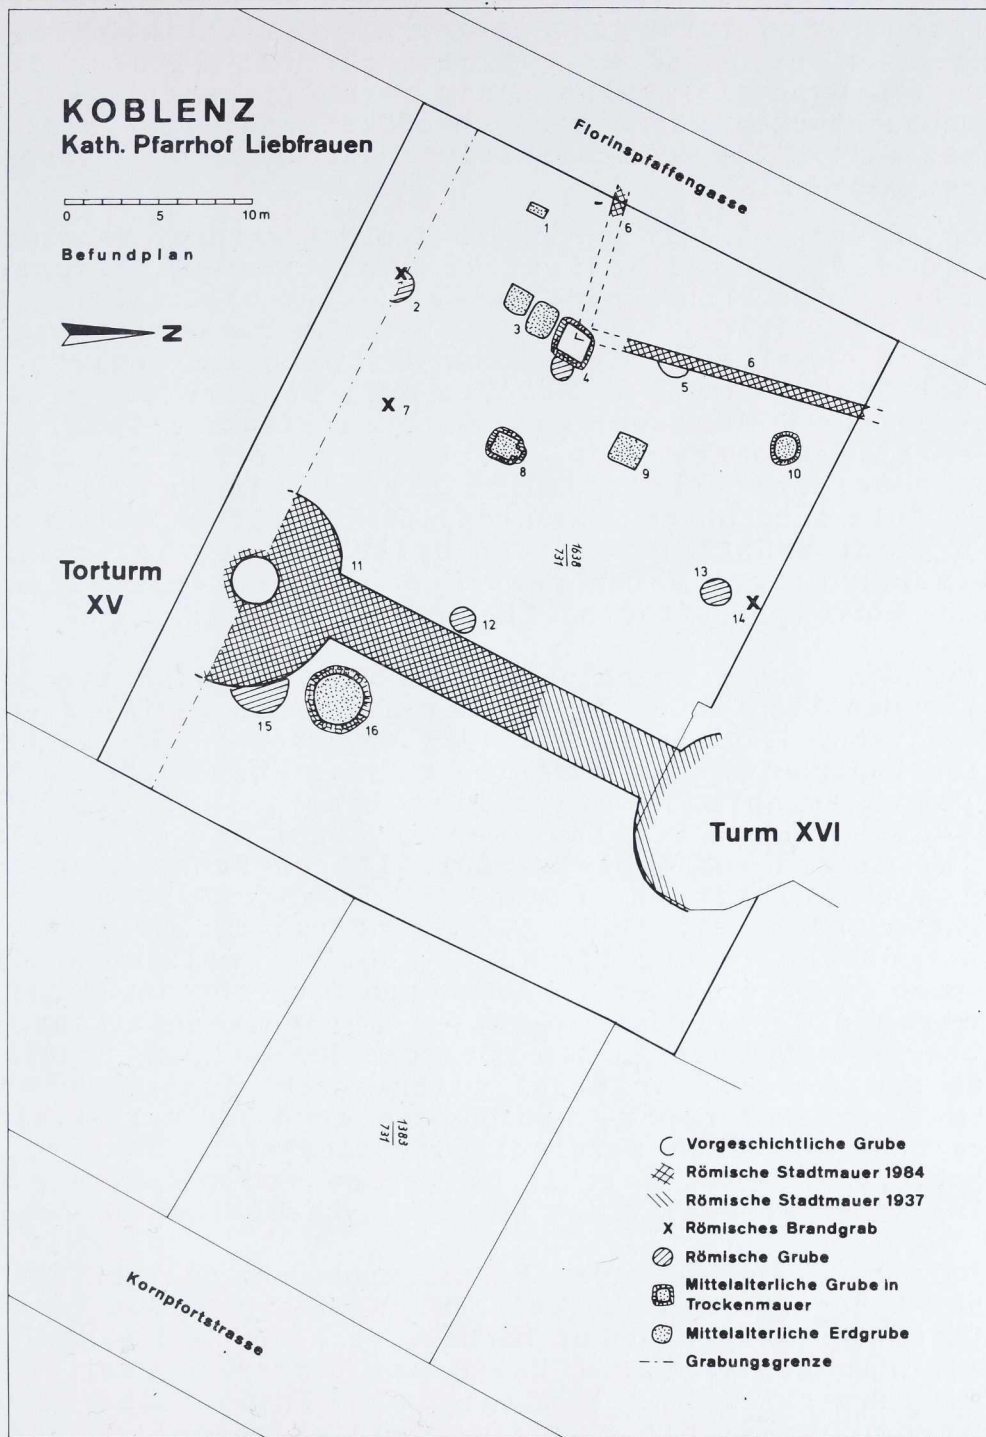 KOBLENZ
Kath. Pfarrhof Liebfrauen
0 5 10 m
Befundplan
N
Florinspfaffengasse
1
6
2
3
4
5
6
7
8
9
10
1638
731
Torturm
XV
11
12
13
14
15
16
Turm XVI
1383
731
Kornpfortstrasse
Vorgeschichtliche Grube
Römische Stadtmauer 1984
Römische Stadtmauer 1937
x Römisches Brandgrab
Römische Grube
Mittelalterliche Grube in
Trockenmauer
Mittelalterliche Erdgrube
Grabungsgrenze